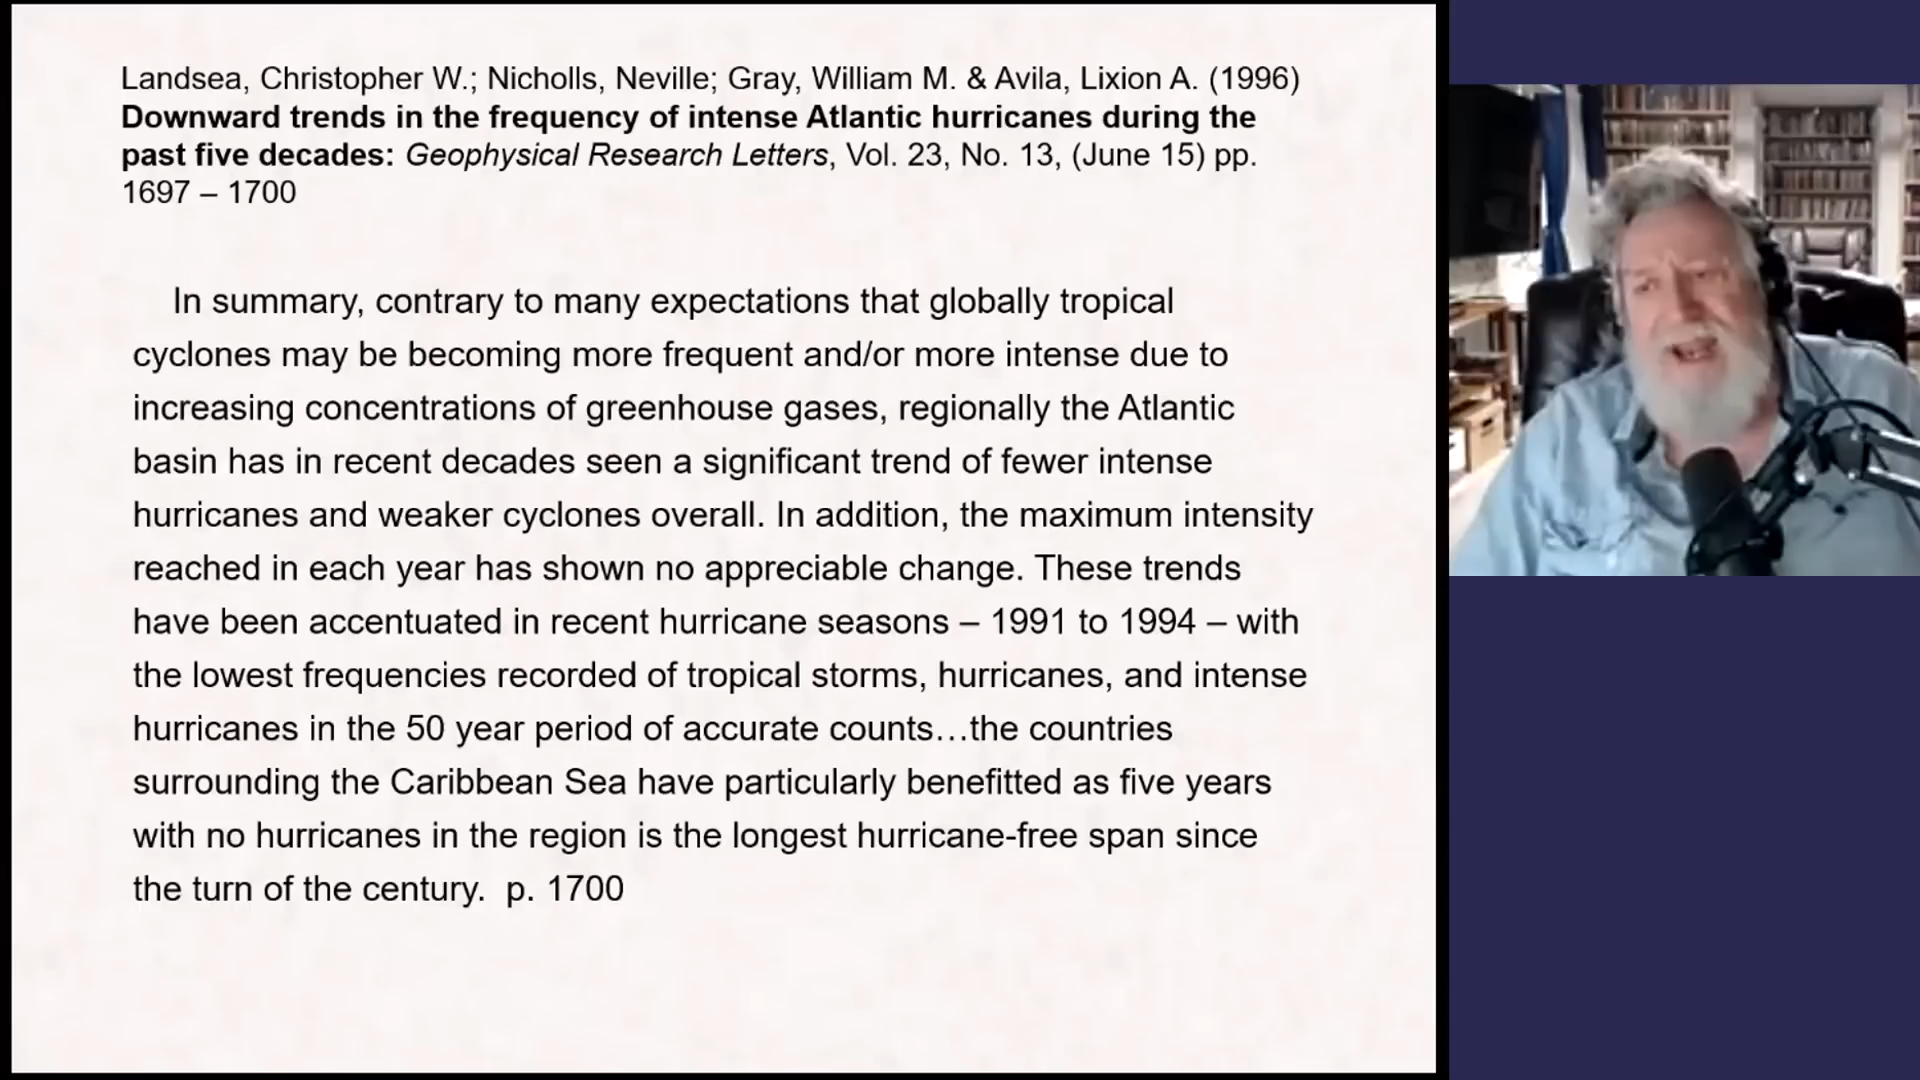 Landsea, Christopher W.; Nicholls, Neville; Gray, William M. & Avila, Lixion A. (1996)
Downward trends in the frequency of intense Atlantic hurricanes during the
past five decades: Geophysical Research Letters, Vol. 23, No. 13, (June 15) pp.
1697 – 1700
In summary, contrary to many expectations that globally tropical
cyclones may be becoming more frequent and/or more intense due to
increasing concentrations of greenhouse gases, regionally the Atlantic
basin has in recent decades seen a significant trend of fewer intense
hurricanes and weaker cyclones overall. In addition, the maximum intensity
reached in each year has shown no appreciable change. These trends
have been accentuated in recent hurricane seasons – 1991 to 1994 – with
the lowest frequencies recorded of tropical storms, hurricanes, and intense
hurricanes in the 50 year period of accurate counts…the countries
surrounding the Caribbean Sea have particularly benefitted as five years
with no hurricanes in the region is the longest hurricane-free span since
the turn of the century.  p. 1700